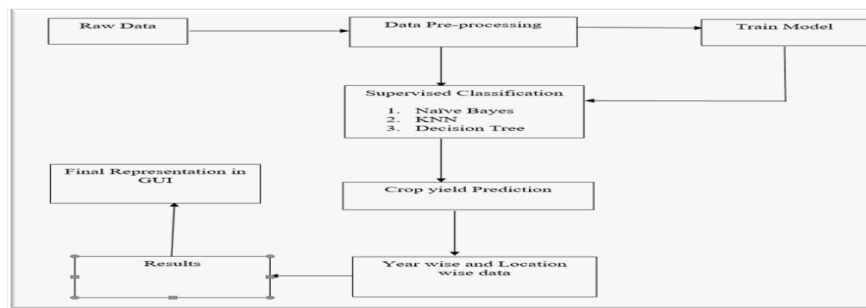 Raw Data
Data Pre-processing
Train Model
Supervised Classification
1. Naïve Bayes
2. KNN
3. Decision Tree
Final Representation in
GUI
Crop yield Prediction
Results
Year wise and Location
wise data